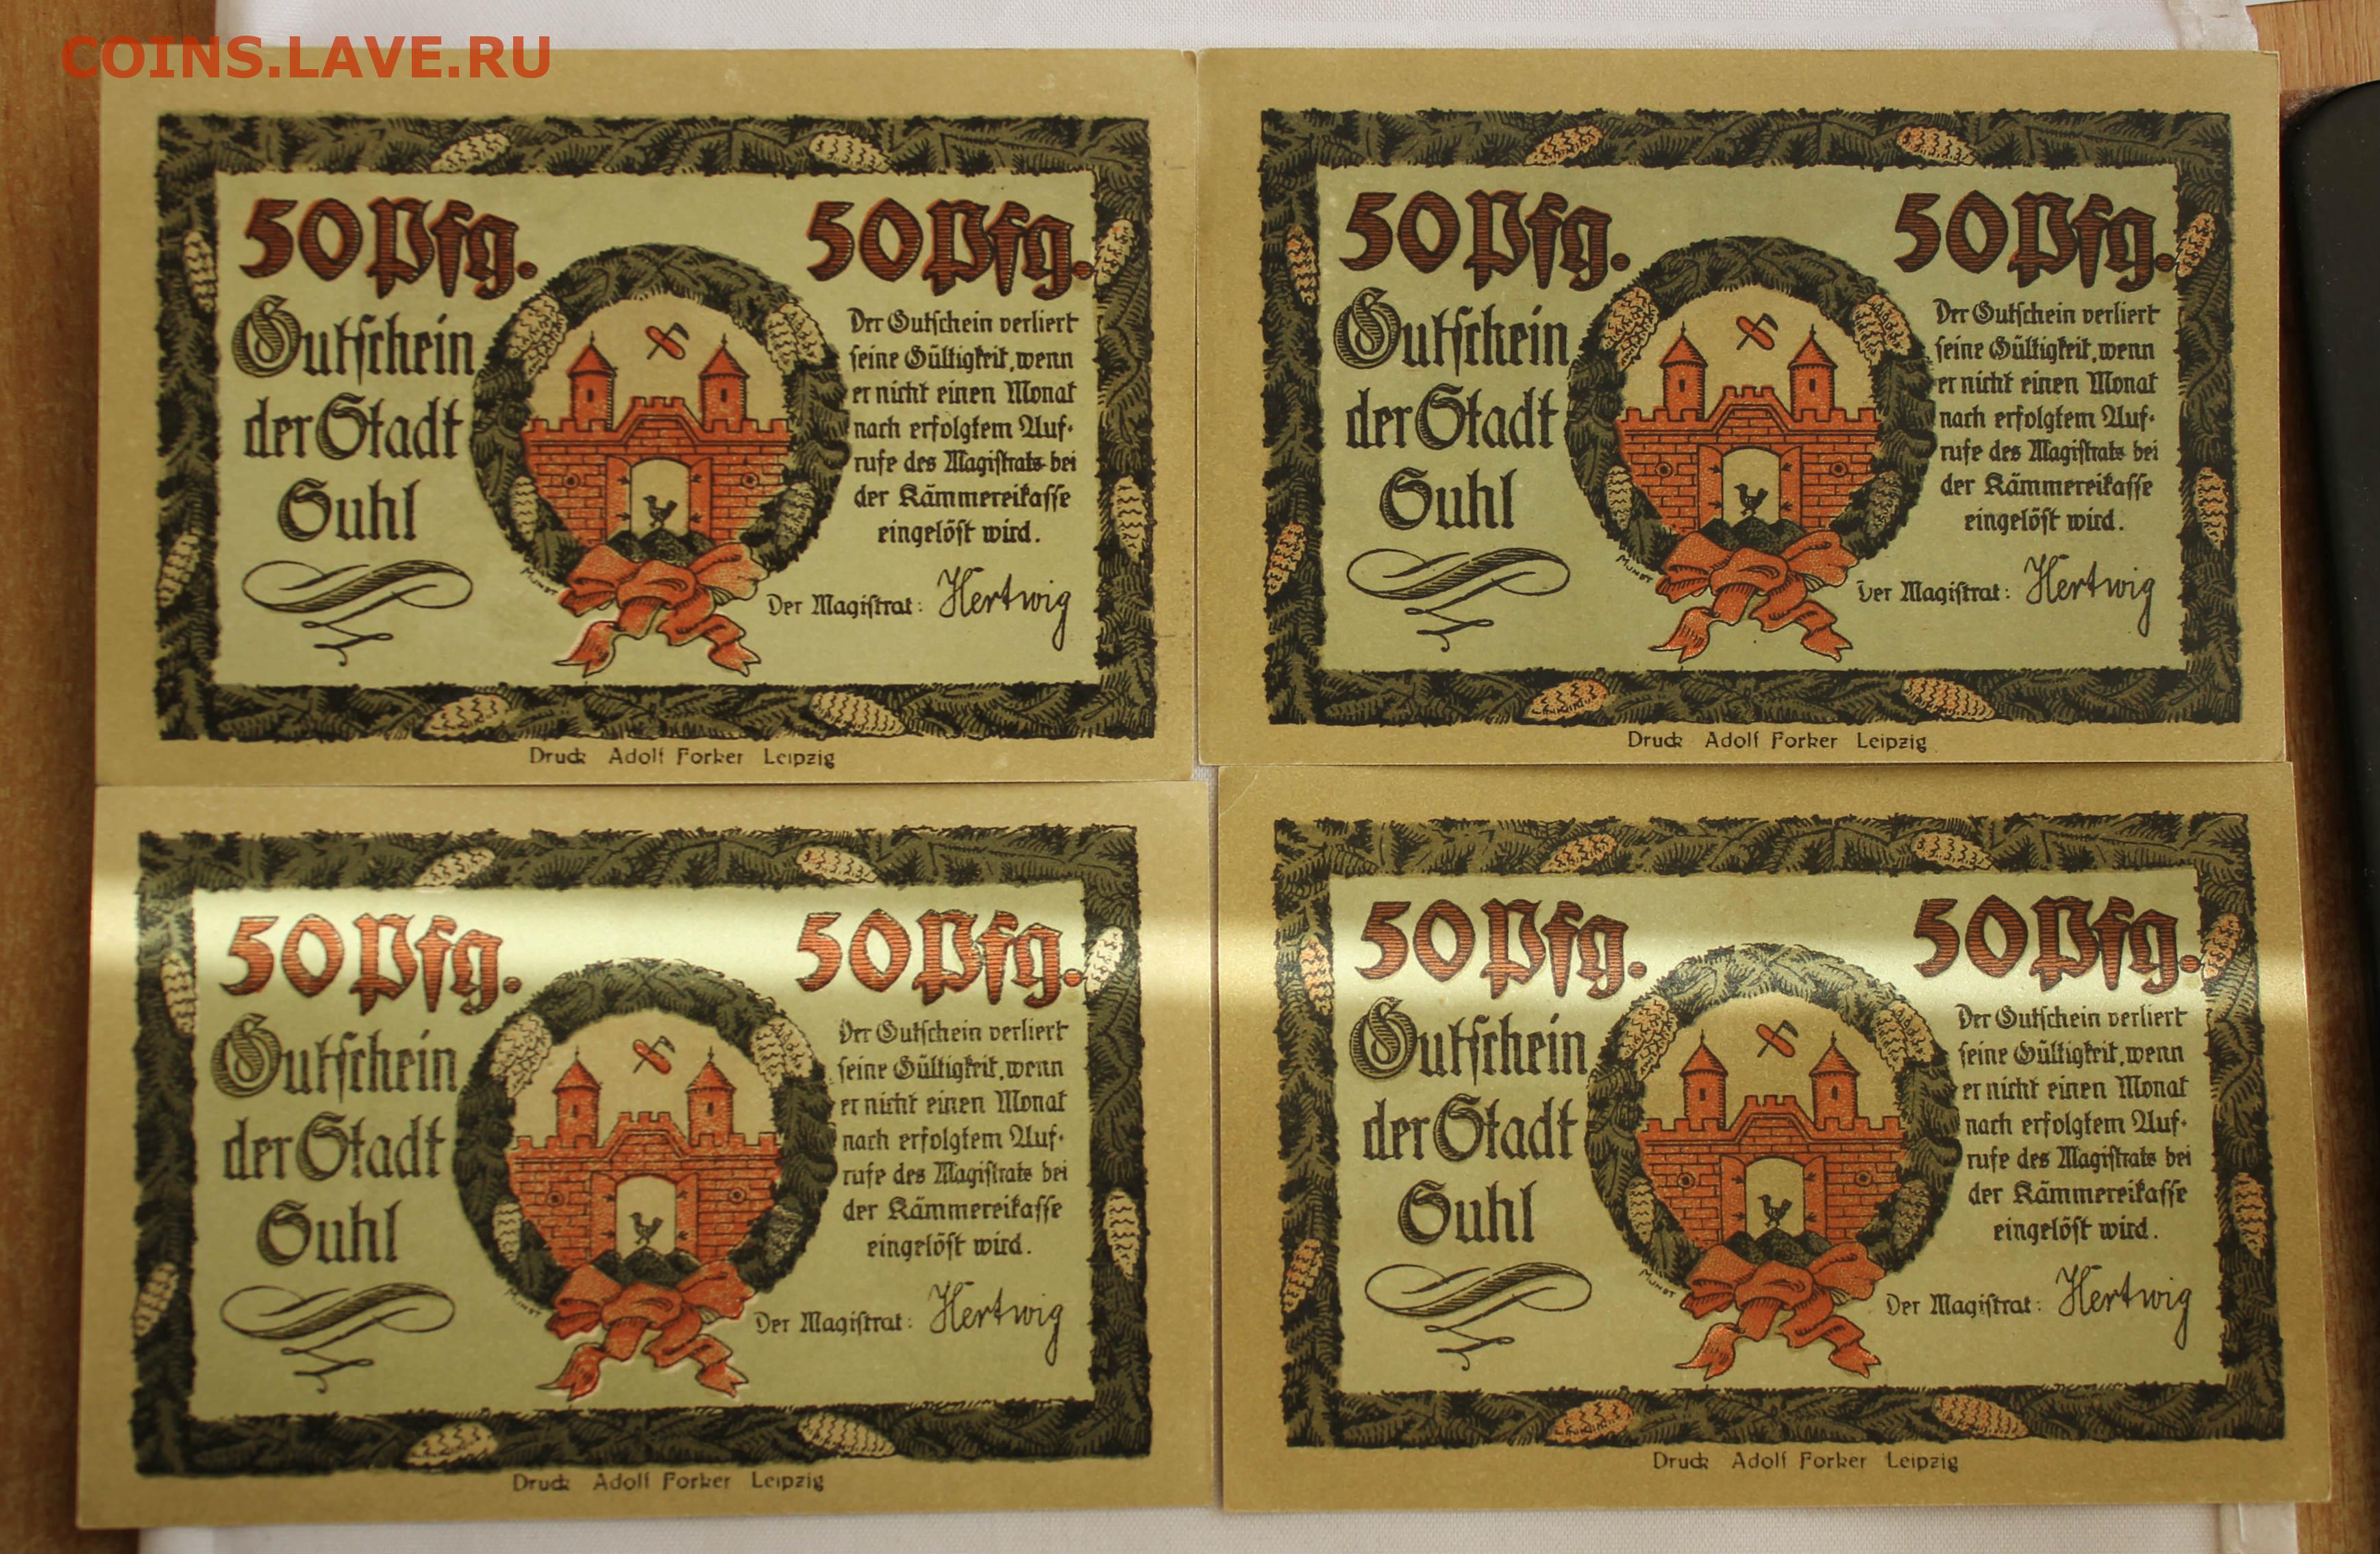 COINS.LAVE.RU
50 Pfg.
50 Pfg.
Gutschein
der Stadt
Suhl
Der Gutschein verliert
seine Gültigkeit, wenn
er nicht einen Monat
nach erfolgtem Auf-
rufe des Magistrats bei
der Kämmereikasse
eingelöst wird.
Der Magistrat: Hertwig
Druck Adolf Forker Leipzig
50 Pfg.
50 Pfg.
Gutschein
der Stadt
Suhl
Der Gutschein verliert
seine Gültigkeit, wenn
er nicht einen Monat
nach erfolgtem Auf-
rufe des Magistrats bei
der Kämmereikasse
eingelöst wird.
Der Magistrat: Hertwig
Druck Adolf Forker Leipzig
50 Pfg.
50 Pfg.
Gutschein
der Stadt
Suhl
Der Gutschein verliert
seine Gültigkeit, wenn
er nicht einen Monat
nach erfolgtem Auf-
rufe des Magistrats bei
der Kämmereikasse
eingelöst wird.
Der Magistrat: Hertwig
Druck Adolf Forker Leipzig
50 Pfg.
50 Pfg.
Gutschein
der Stadt
Suhl
Der Gutschein verliert
seine Gültigkeit, wenn
er nicht einen Monat
nach erfolgtem Auf-
rufe des Magistrats bei
der Kämmereikasse
eingelöst wird.
Der Magistrat: Hertwig
Druck Adolf Forker Leipzig